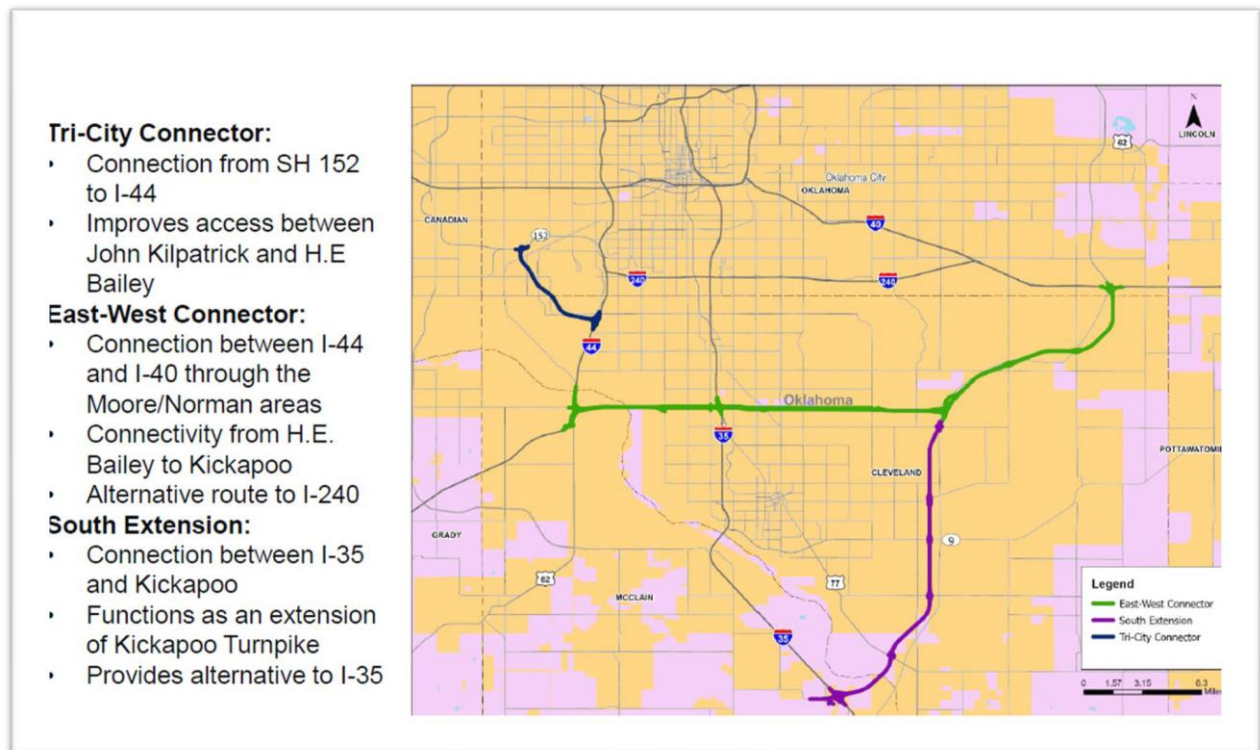 Tri-City Connector:
• Connection from SH 152
to I-44
• Improves access between
John Kilpatrick and H.E
Bailey
East-West Connector:
• Connection between I-44
and I-40 through the
Moore/Norman areas
• Connectivity from H.E.
Bailey to Kickapoo
• Alternative route to I-240
South Extension:
• Connection between I-35
and Kickapoo
• Functions as an extension
of Kickapoo Turnpike
• Provides alternative to I-35
N
LINCOLN
62
Oklahoma City
OKLAHOMA
CANADIAN
40
152
240
240
44
Oklahoma
35
POTTAWATOMIE
CLEVELAND
GRADY
9
62
77
MCCLAIN
35
Legend
East-West Connector
South Extension
Tri-City Connector
0 1.57 3.15 6.3
Miles